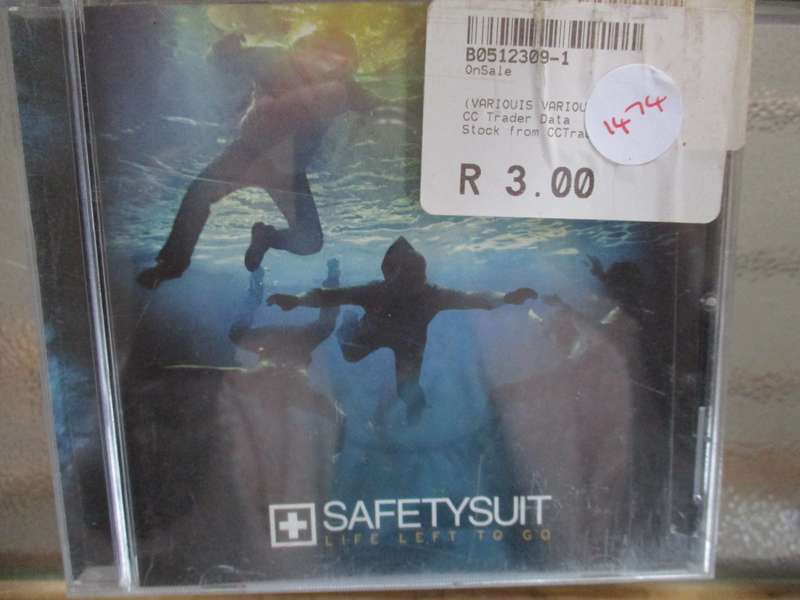 B0512309-1
OnSale
(VARIOUIS VARIOU
CC Trader Data
Stock from CCTra
1474
R 3.00
SAFETYSUIT
LIFE LEFT TO GO